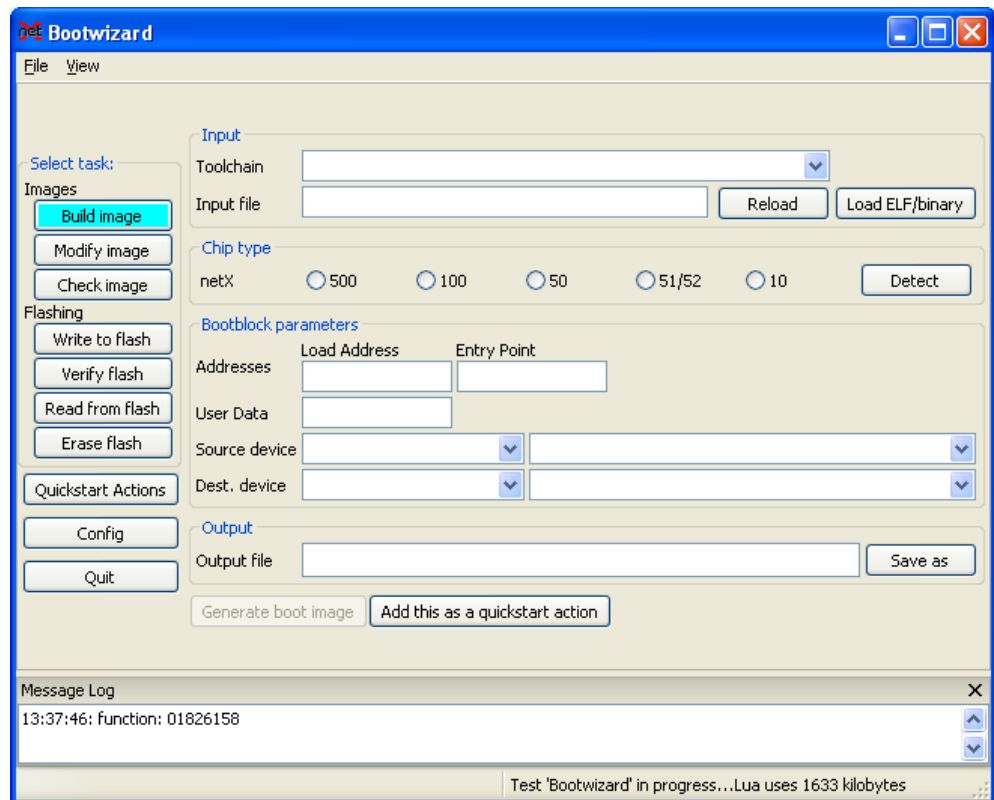 net Bootwizard
File View
Select task:
Images
Build image
Modify image
Check image
Flashing
Write to flash
Verify flash
Read from flash
Erase flash
Quickstart Actions
Config
Quit
Input
Toolchain
Input file Reload Load ELF/binary
Chip type
netX 500 100 50 51/52 10 Detect
Bootblock parameters
Load Address Entry Point
Addresses
User Data
Source device
Dest. device
Output
Output file Save as
Generate boot image Add this as a quickstart action
Message Log
13:37:46: function: 01826158
Test 'Bootwizard' in progress...Lua uses 1633 kilobytes